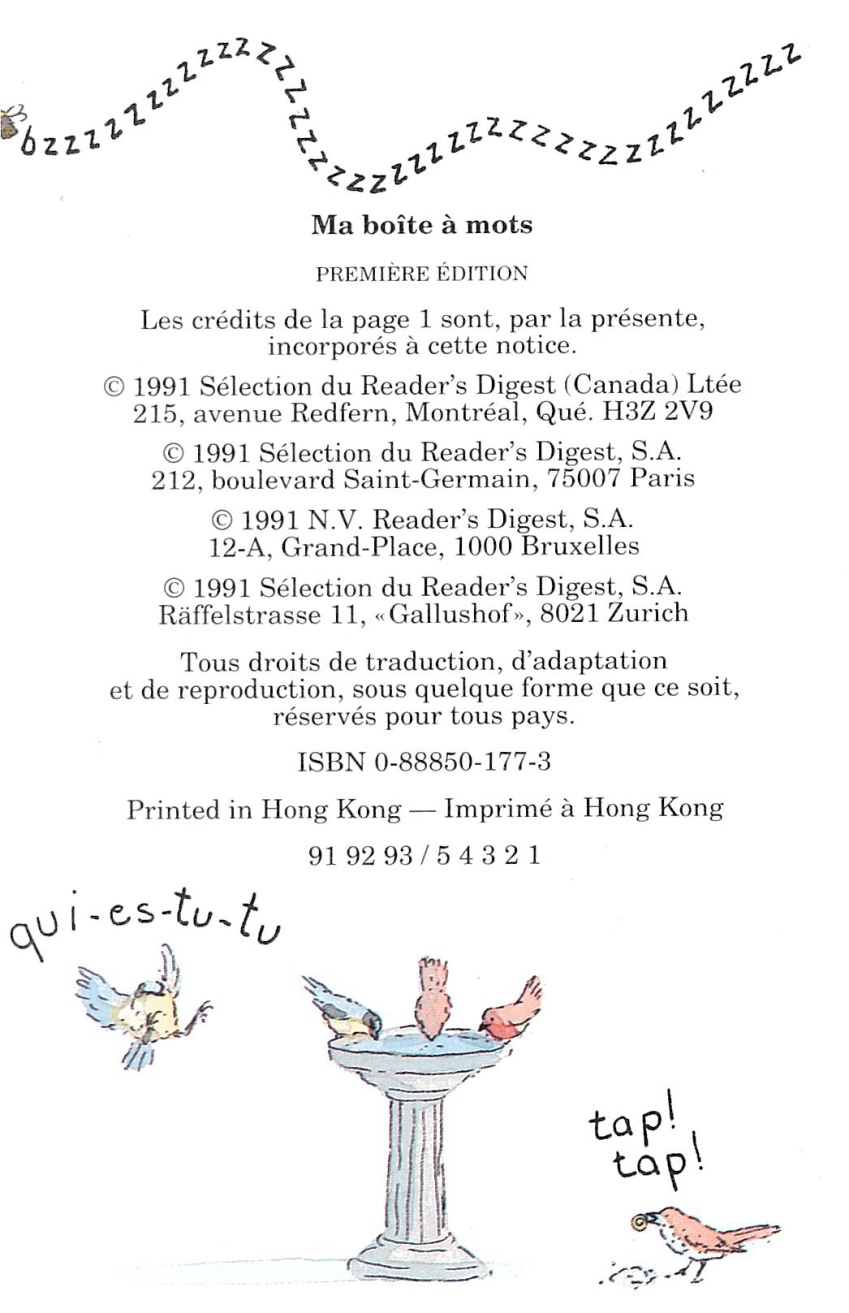 bzzzzzzzzzzzzzzzzzzzzzzzzzzzzzzzzzzzzzzzzzzzzzzzzzz
Ma boîte à mots
PREMIÈRE ÉDITION
Les crédits de la page 1 sont, par la présente,
incorporés à cette notice.
© 1991 Sélection du Reader's Digest (Canada) Ltée
215, avenue Redfern, Montréal, Qué. H3Z 2V9
© 1991 Sélection du Reader's Digest, S.A.
212, boulevard Saint-Germain, 75007 Paris
© 1991 N.V. Reader's Digest, S.A.
12-A, Grand-Place, 1000 Bruxelles
© 1991 Sélection du Reader's Digest, S.A.
Räffelstrasse 11, «Gallushof», 8021 Zurich
Tous droits de traduction, d'adaptation
et de reproduction, sous quelque forme que ce soit,
réservés pour tous pays.
ISBN 0-88850-177-3
Printed in Hong Kong — Imprimé à Hong Kong
91 92 93 / 5 4 3 2 1
qui-es-tu-tu
tap!
tap!